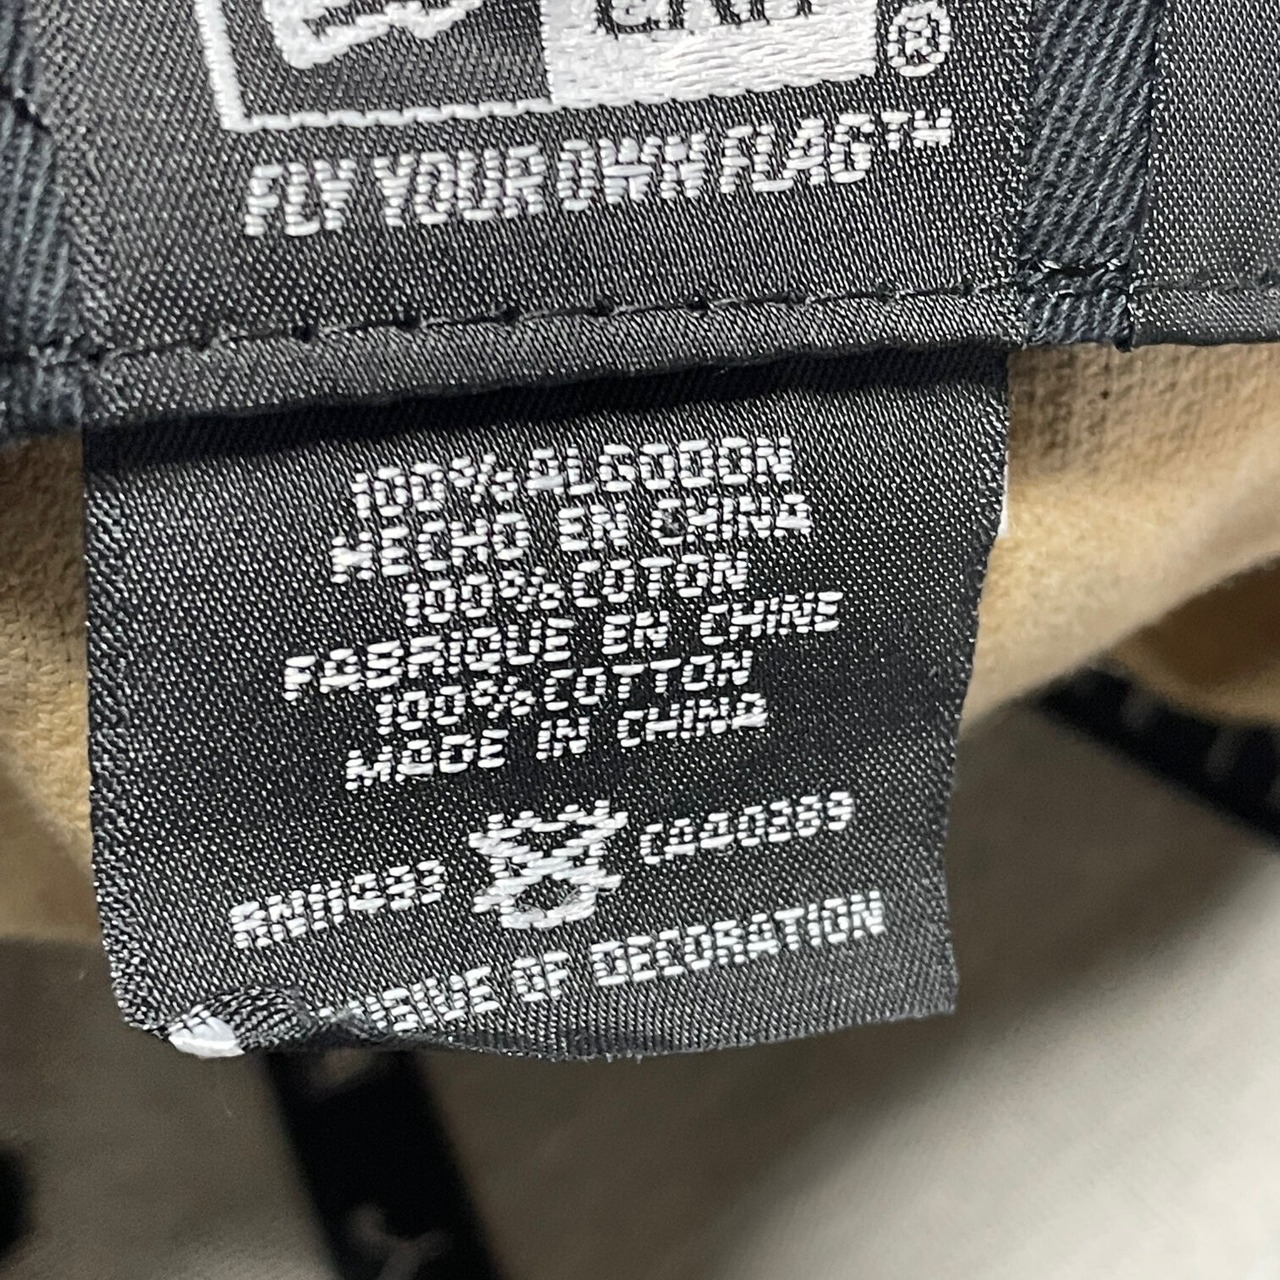 ®
FLY YOUR OWN FLAG™
100% ALGODON
HECHO EN CHINA
100% COTON
FABRIQUE EN CHINE
100% COTTON
MADE IN CHINA
RN11493 CA40389
OF DECORATION